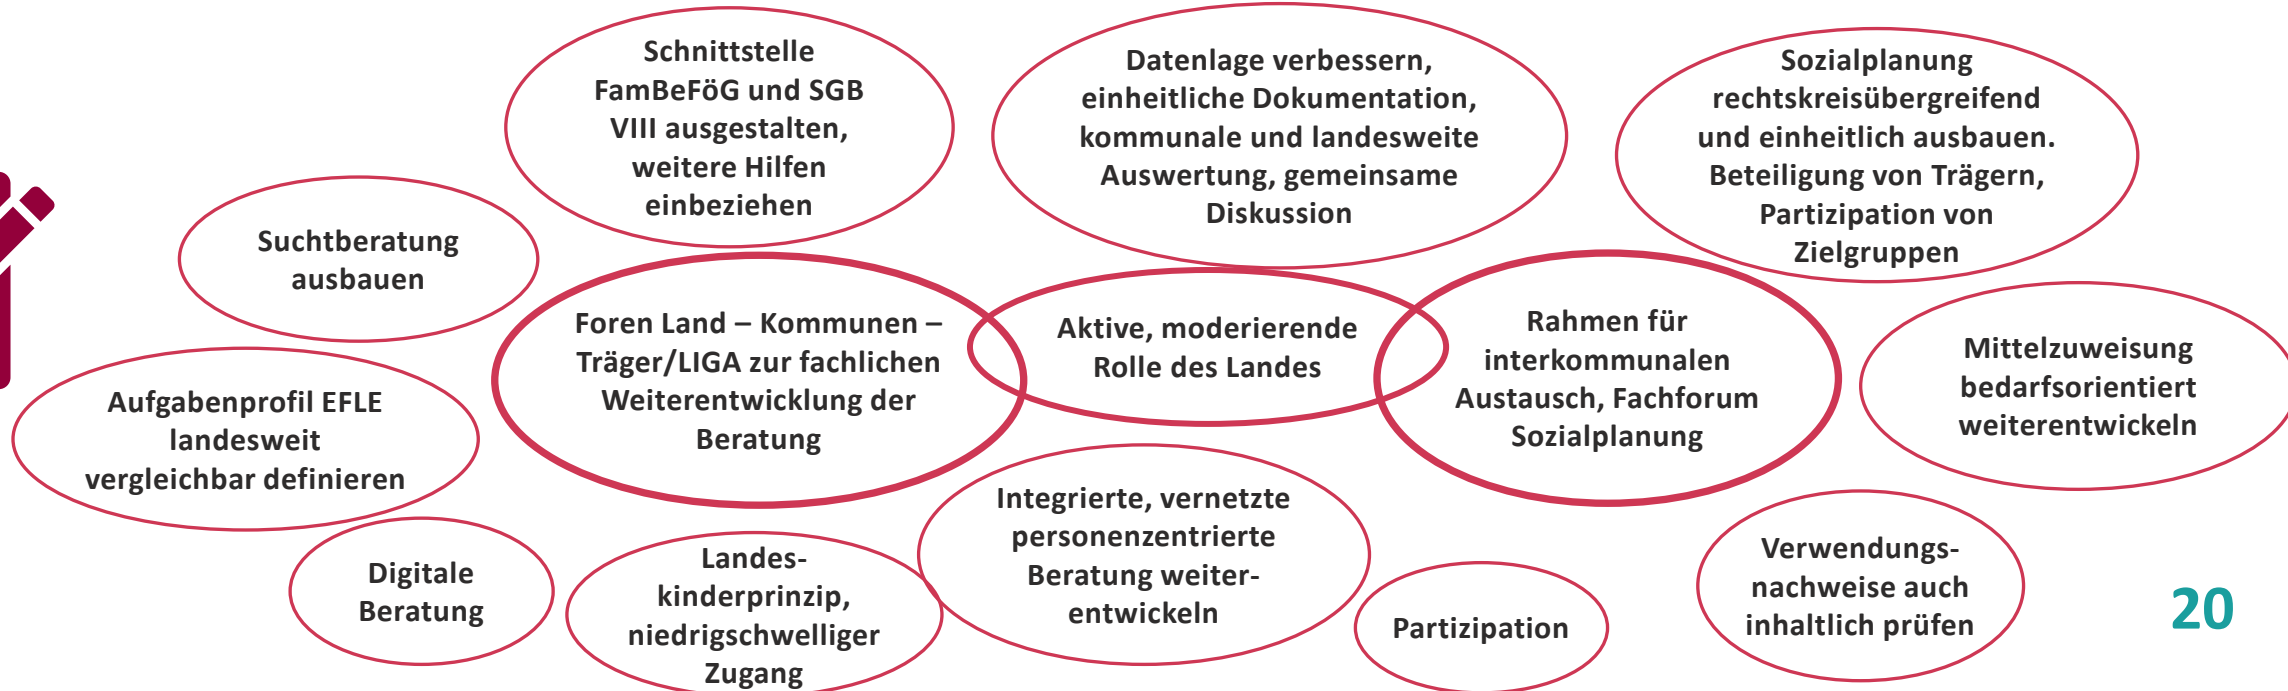 Schnittstelle
FamBeFöG und SGB
VIII ausgestalten,
weitere Hilfen
einbeziehen
Datenlage verbessern,
einheitliche Dokumentation,
kommunale und landesweite
Auswertung, gemeinsame
Diskussion
Sozialplanung
rechtskreisübergreifend
und einheitlich ausbauen.
Beteiligung von Trägern,
Partizipation von
Zielgruppen
Suchtberatung
ausbauen
Foren Land – Kommunen –
Träger/LIGA zur fachlichen
Weiterentwicklung der
Beratung
Aktive, moderierende
Rolle des Landes
Rahmen für
interkommunalen
Austausch, Fachforum
Sozialplanung
Mittelzuweisung
bedarfsorientiert
weiterentwickeln
Aufgabenprofil EFLE
landesweit
vergleichbar definieren
Digitale
Beratung
Landes-
kinderprinzip,
niedrigschwelliger
Zugang
Integrierte, vernetzte
personenzentrierte
Beratung weiter-
entwickeln
Partizipation
Verwendungs-
nachweise auch
inhaltlich prüfen
20